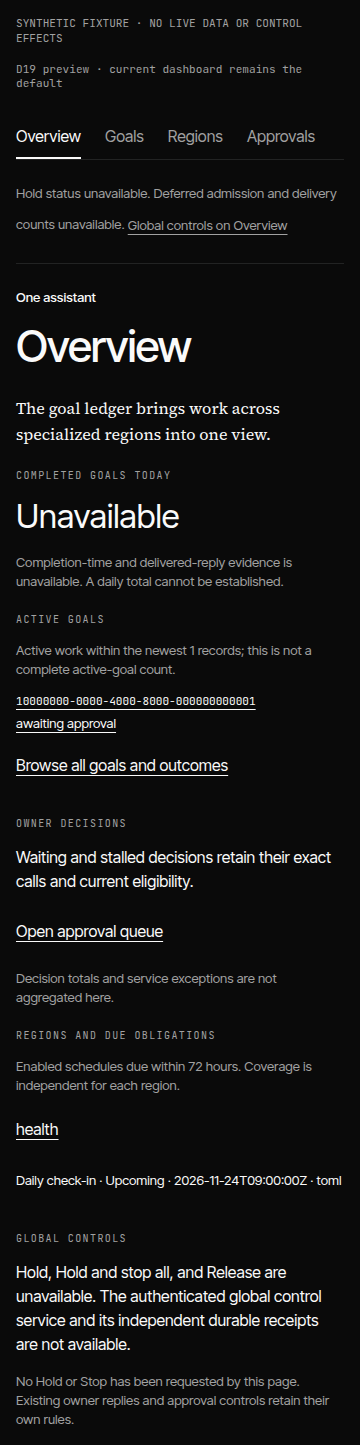 SYNTHETIC FIXTURE · NO LIVE DATA OR CONTROL
EFFECTS
D19 preview · current dashboard remains the
default
Overview Goals Regions Approvals
Hold status unavailable. Deferred admission and delivery
counts unavailable. Global controls on Overview
One assistant
Overview
The goal ledger brings work across
specialized regions into one view.
COMPLETED GOALS TODAY
Unavailable
Completion-time and delivered-reply evidence is
unavailable. A daily total cannot be established.
ACTIVE GOALS
Active work within the newest 1 records; this is not a
complete active-goal count.
10000000-0000-4000-8000-000000000001
awaiting approval
Browse all goals and outcomes
OWNER DECISIONS
Waiting and stalled decisions retain their exact
calls and current eligibility.
Open approval queue
Decision totals and service exceptions are not
aggregated here.
REGIONS AND DUE OBLIGATIONS
Enabled schedules due within 72 hours. Coverage is
independent for each region.
health
Daily check-in · Upcoming · 2026-11-24T09:00:00Z · toml
GLOBAL CONTROLS
Hold, Hold and stop all, and Release are
unavailable. The authenticated global control
service and its independent durable receipts
are not available.
No Hold or Stop has been requested by this page.
Existing owner replies and approval controls retain their
own rules.